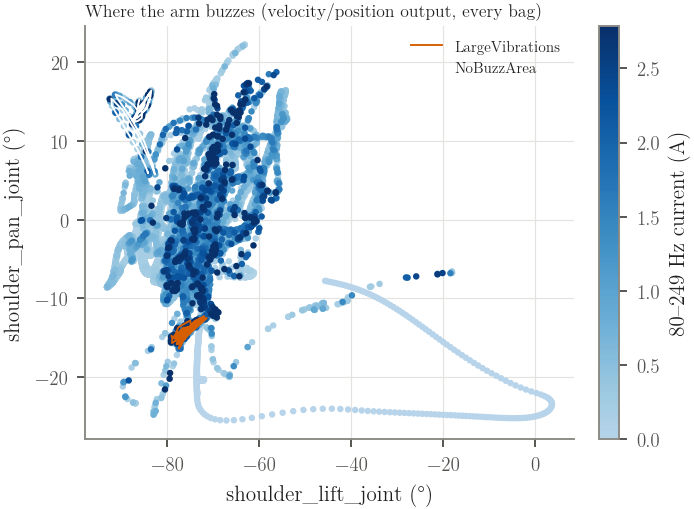 Where the arm buzzes (velocity/position output, every bag)
LargeVibrations
NoBuzzArea
20
10
0
−10
−20
shoulder_pan_joint (°)
−80
−60
−40
−20
0
shoulder_lift_joint (°)
2.5
2.0
1.5
1.0
0.5
0.0
80–249 Hz current (A)